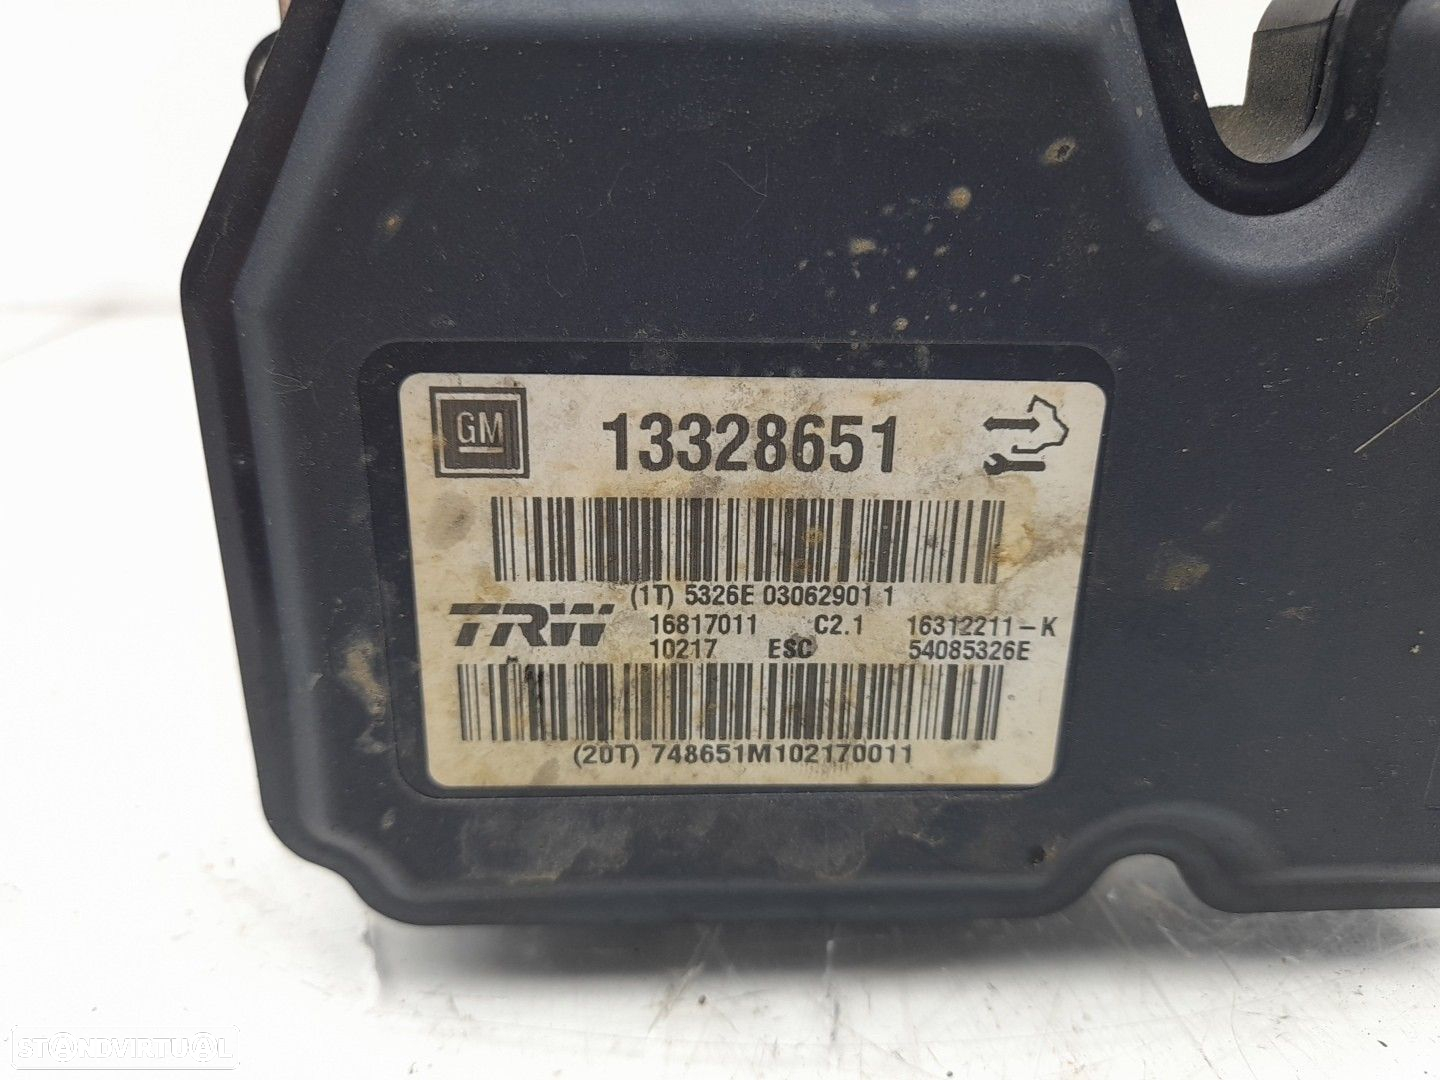 GM
13328651
(1T) 5326E 03062901 1
TRW 16817011 C2.1 16312211-K
10217 ESC 54085326E
(20T) 748651M102170011
STANDVIRTUAL